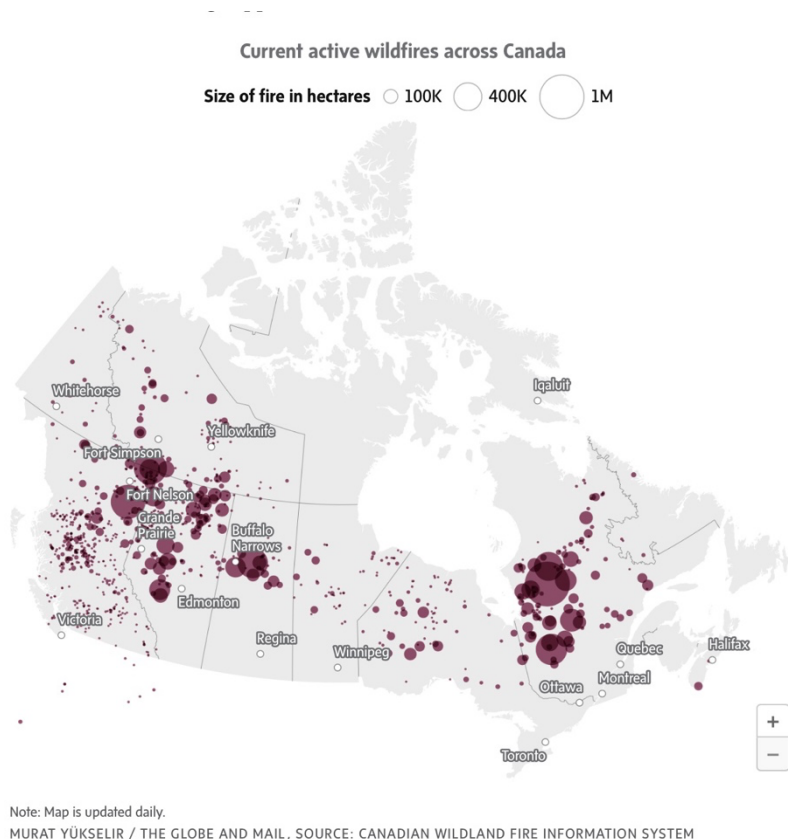 Current active wildfires across Canada
Size of fire in hectares 100K 400K 1M
Iqaluit
Whitehorse
Yellowknife
Fort Simpson
Fort Nelson
Grande
Prairie
Buffalo
Narrows
Edmonton
Victoria
Regina
Winnipeg
Quebec
Halifax
Montreal
Ottawa
Toronto
+
−
Note: Map is updated daily.
MURAT YÜKSELIR / THE GLOBE AND MAIL, SOURCE: CANADIAN WILDLAND FIRE INFORMATION SYSTEM